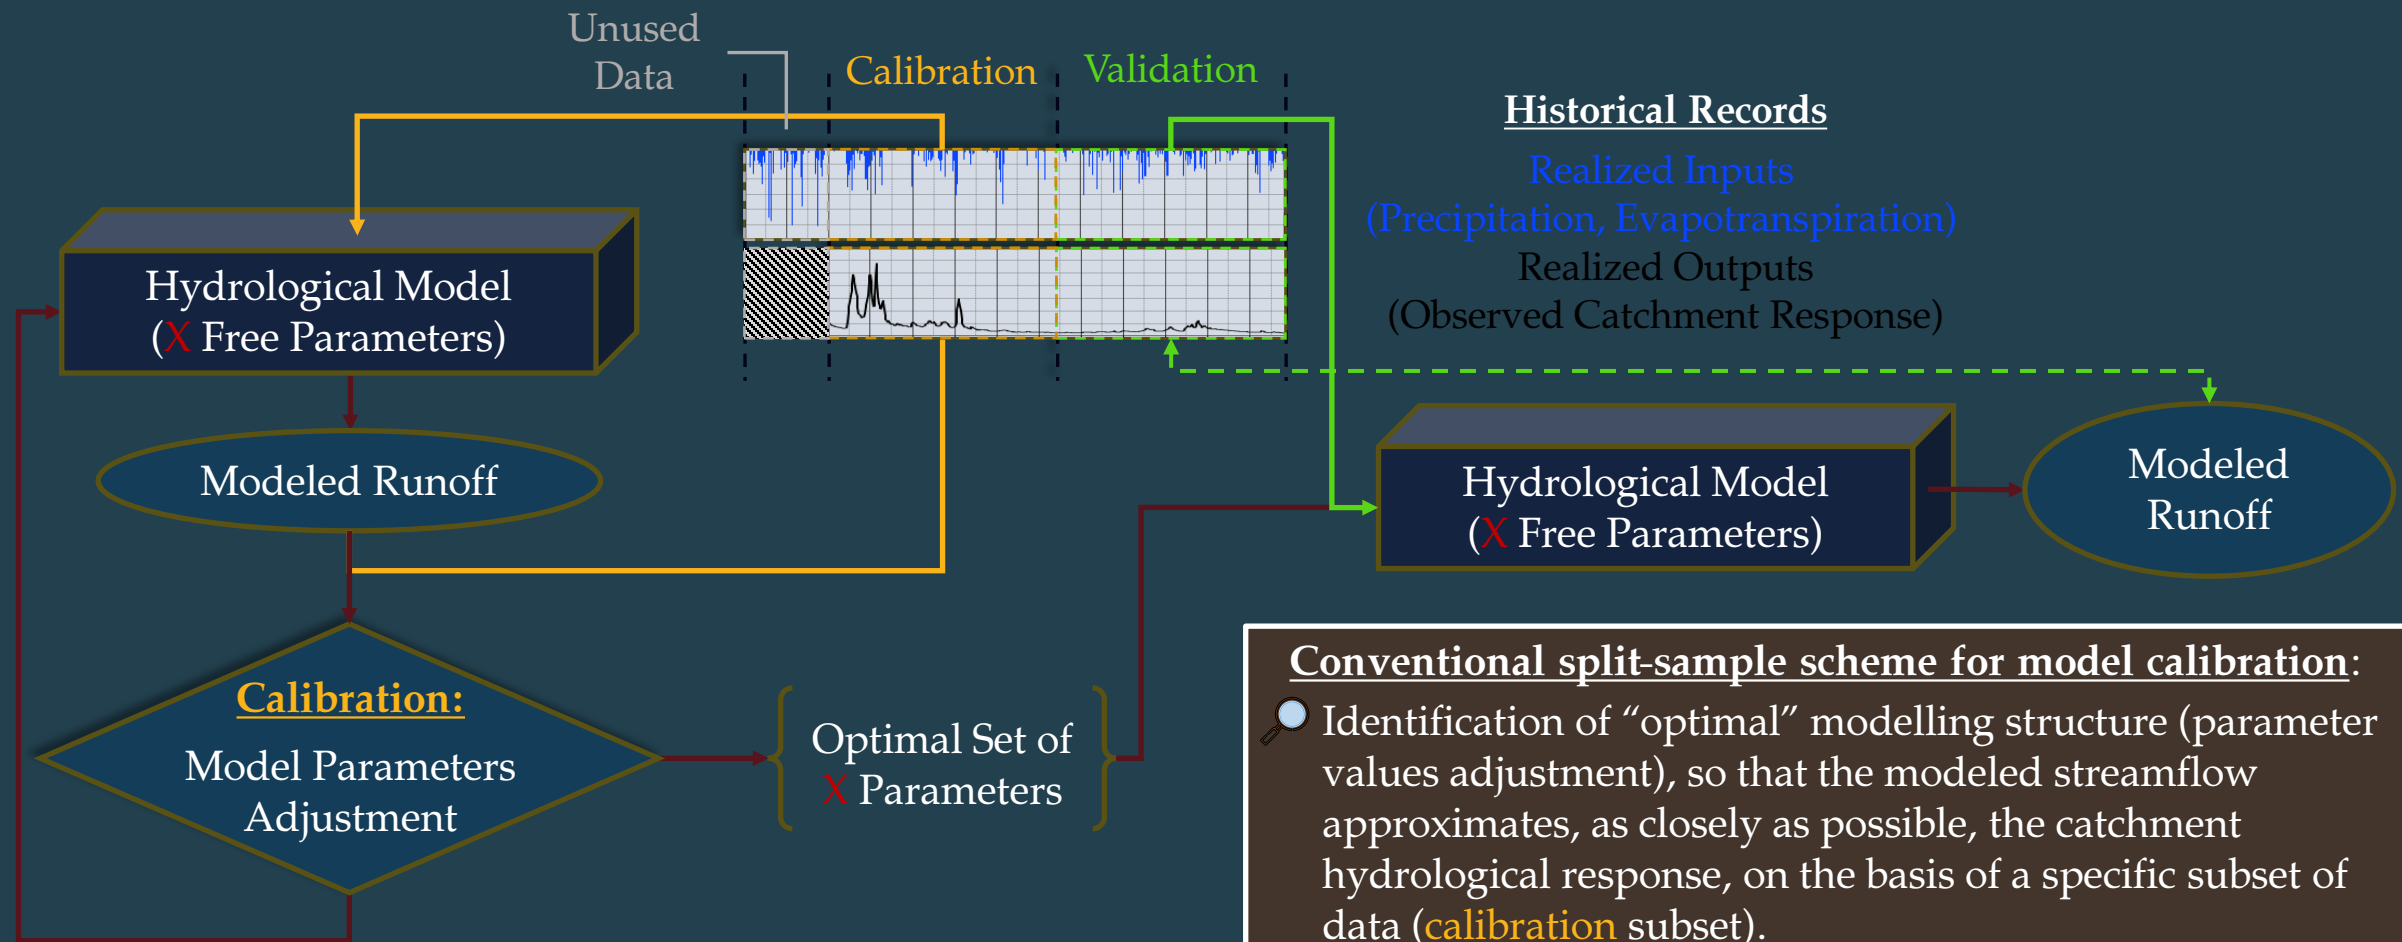 Unused
Data
Calibration
Validation
Historical Records
Realized Inputs
(Precipitation, Evapotranspiration)
Realized Outputs
(Observed Catchment Response)
Hydrological Model
(X Free Parameters)
Modeled Runoff
Calibration:
Model Parameters
Adjustment
Optimal Set of
X Parameters
Hydrological Model
(X Free Parameters)
Modeled
Runoff
Conventional split-sample scheme for model calibration:
Identification of “optimal” modelling structure (parameter
values adjustment), so that the modeled streamflow
approximates, as closely as possible, the catchment
hydrological response, on the basis of a specific subset of
data (calibration subset).